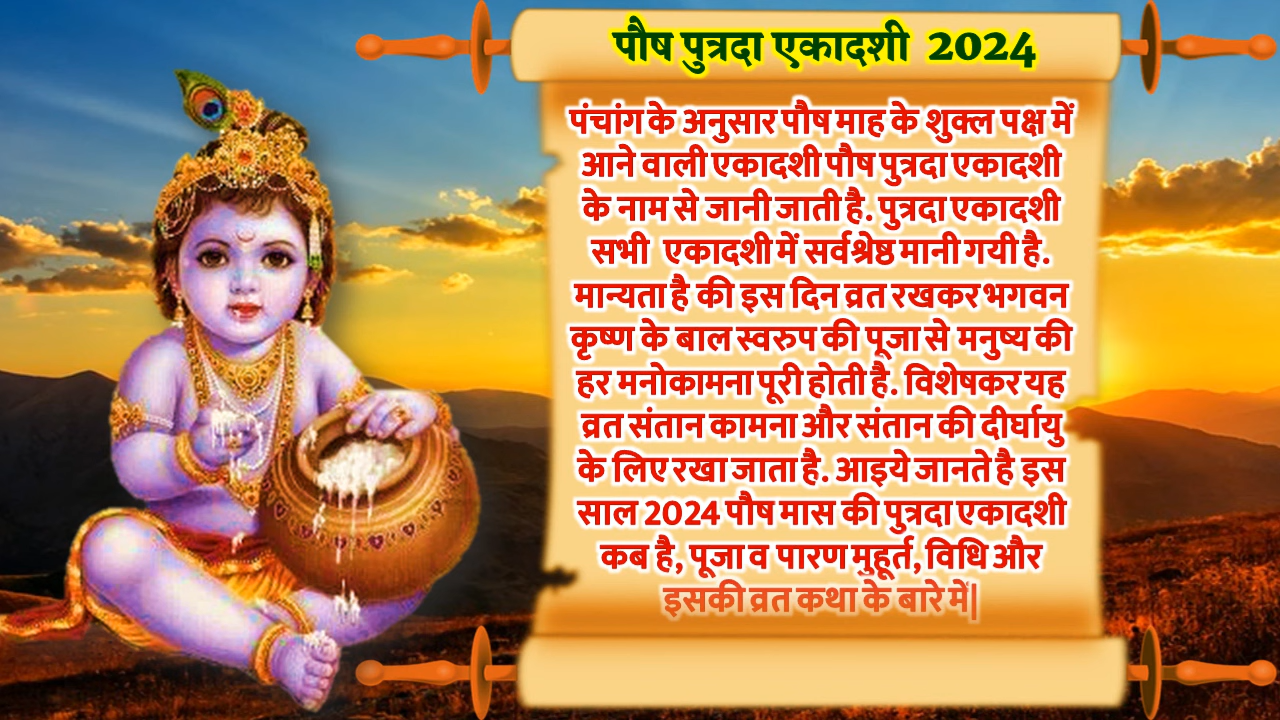 पौष पुत्रदा एकादशी 2024
पंचांग के अनुसार पौष माह के शुक्ल पक्ष में
आने वाली एकादशी पौष पुत्रदा एकादशी
के नाम से जानी जाती है. पुत्रदा एकादशी
सभी एकादशी में सर्वश्रेष्ठ मानी गयी है.
मान्यता है की इस दिन व्रत रखकर भगवन
कृष्ण के बाल स्वरुप की पूजा से मनुष्य की
हर मनोकामना पूरी होती है. विशेषकर यह
व्रत संतान कामना और संतान की दीर्घायु
के लिए रखा जाता है. आइये जानते है इस
साल 2024 पौष मास की पुत्रदा एकादशी
कब है, पूजा व पारण मुहूर्त, विधि और
इसकी व्रत कथा के बारे में|